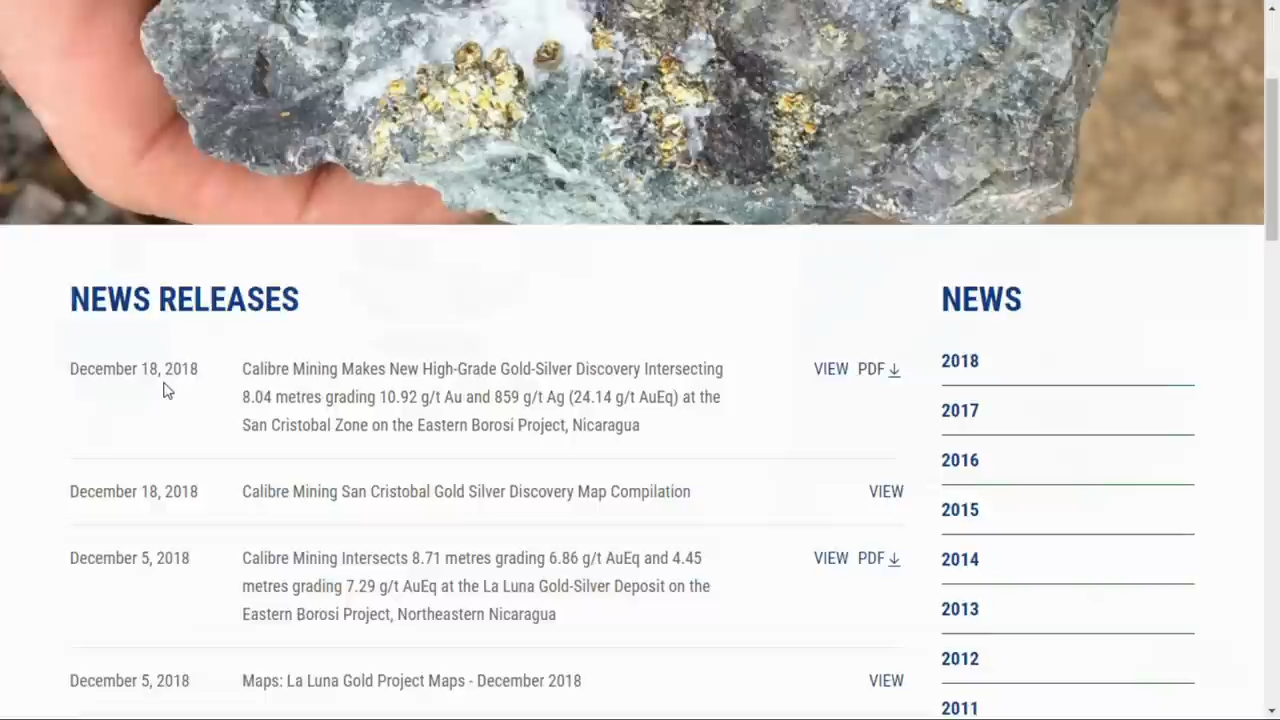 NEWS RELEASES
December 18, 2018
Calibre Mining Makes New High-Grade Gold-Silver Discovery Intersecting
8.04 metres grading 10.92 g/t Au and 859 g/t Ag (24.14 g/t AuEq) at the
San Cristobal Zone on the Eastern Borosi Project, Nicaragua
VIEW PDF
December 18, 2018
Calibre Mining San Cristobal Gold Silver Discovery Map Compilation
VIEW
December 5, 2018
Calibre Mining Intersects 8.71 metres grading 6.86 g/t AuEq and 4.45
metres grading 7.29 g/t AuEq at the La Luna Gold-Silver Deposit on the
Eastern Borosi Project, Northeastern Nicaragua
VIEW PDF
December 5, 2018
Maps: La Luna Gold Project Maps - December 2018
VIEW
NEWS
2018
2017
2016
2015
2014
2013
2012
2011